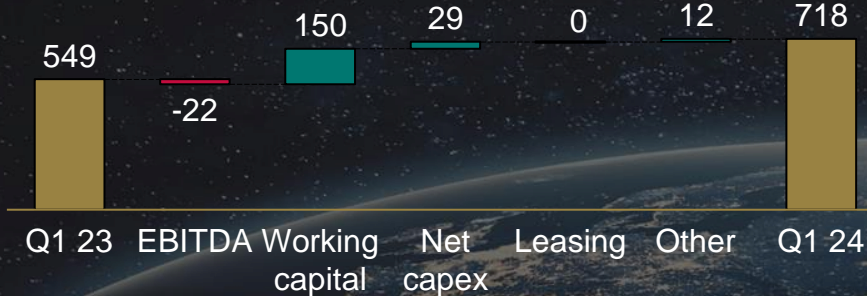 549
-22
150
29
0
12
718
Q1 23
EBITDA
Working
capital
Net
capex
Leasing
Other
Q1 24